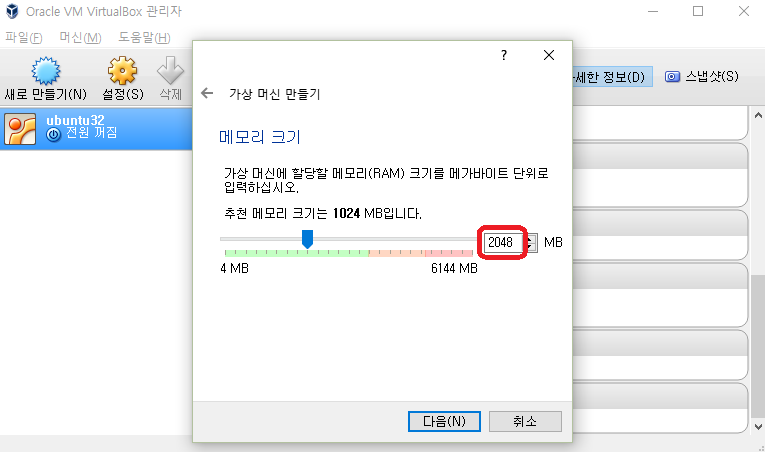 Oracle VM VirtualBox 관리자
파일(F) 머신(M) 도움말(H)
새로 만들기(N) 설정(S) 삭제
세한 정보(D) 스냅샷(S)
ubuntu32
전원 꺼짐
?
가상 머신 만들기
메모리 크기
가상 머신에 할당할 메모리(RAM) 크기를 메가바이트 단위로
입력하십시오.
추천 메모리 크기는 1024 MB입니다.
2048 MB
4 MB 6144 MB
다음(N) 취소